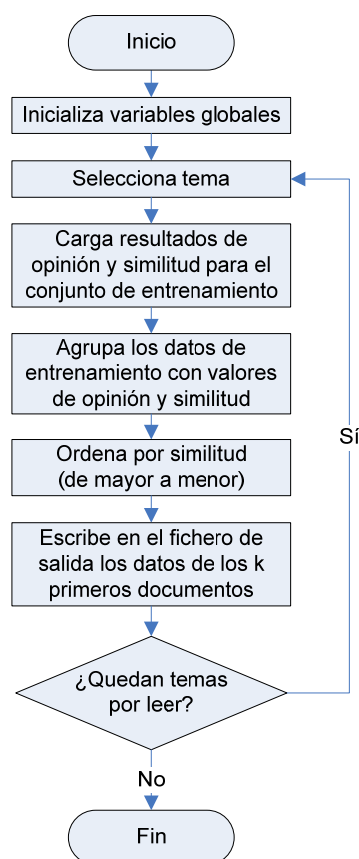 Inicio
Inicializa variables globales
Selecciona tema
Carga resultados de
opinión y similitud para el
conjunto de entrenamiento
Agrupa los datos de
entrenamiento con valores
de opinión y similitud
Ordena por similitud
(de mayor a menor)
Escribe en el fichero de
salida los datos de los k
primeros documentos
¿Quedan temas
por leer?
Sí
No
Fin